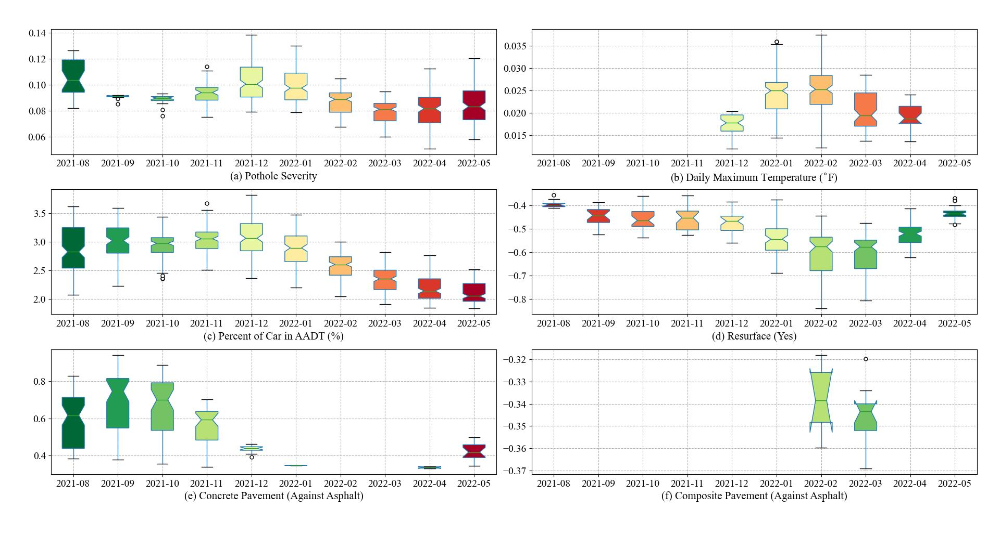 0.14
0.12
0.10
0.08
0.06
2021-08 2021-09 2021-10 2021-11 2021-12 2022-01 2022-02 2022-03 2022-04 2022-05
(a) Pothole Severity
0.035
0.030
0.025
0.020
0.015
2021-08 2021-09 2021-10 2021-11 2021-12 2022-01 2022-02 2022-03 2022-04 2022-05
(b) Daily Maximum Temperature (˚F)
3.5
3.0
2.5
2.0
2021-08 2021-09 2021-10 2021-11 2021-12 2022-01 2022-02 2022-03 2022-04 2022-05
(c) Percent of Car in AADT (%)
−0.4
−0.5
−0.6
−0.7
−0.8
2021-08 2021-09 2021-10 2021-11 2021-12 2022-01 2022-02 2022-03 2022-04 2022-05
(d) Resurface (Yes)
0.8
0.6
0.4
2021-08 2021-09 2021-10 2021-11 2021-12 2022-01 2022-02 2022-03 2022-04 2022-05
(e) Concrete Pavement (Against Asphalt)
−0.32
−0.33
−0.34
−0.35
−0.36
−0.37
2021-08 2021-09 2021-10 2021-11 2021-12 2022-01 2022-02 2022-03 2022-04 2022-05
(f) Composite Pavement (Against Asphalt)